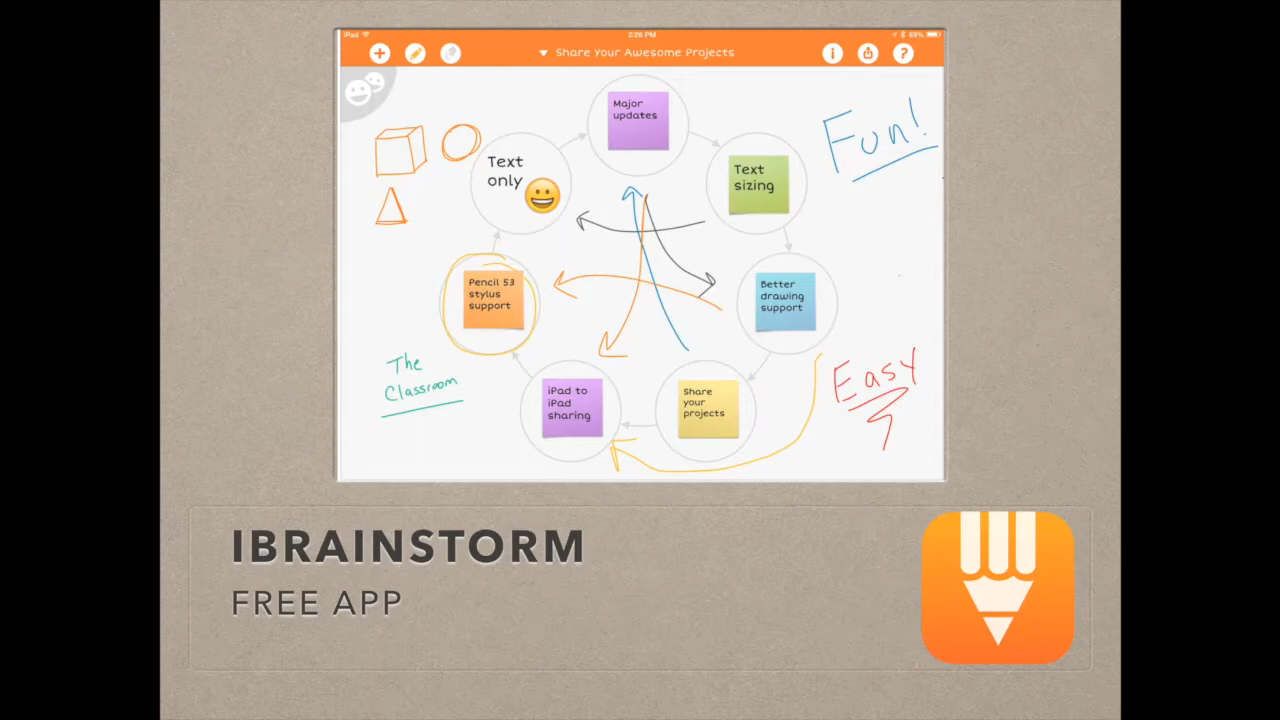 iPad
2:26 PM
89%
Share Your Awesome Projects
i
?
Major
updates
Text
sizing
Better
drawing
support
Share
your
projects
iPad to
iPad
sharing
Pencil 53
stylus
support
Text
only
Fun!
Easy
The
Classroom
IBRAINSTORM
FREE APP